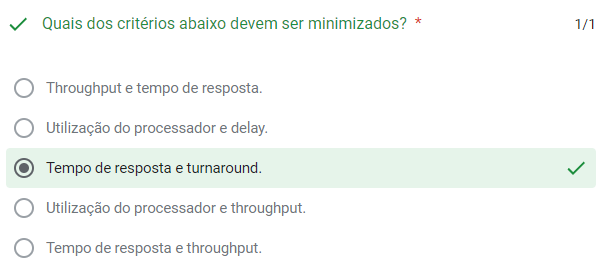 Quais dos critérios abaixo devem ser minimizados? * 1/1
Throughput e tempo de resposta.
Utilização do processador e delay.
Tempo de resposta e turnaround.
Utilização do processador e throughput.
Tempo de resposta e throughput.